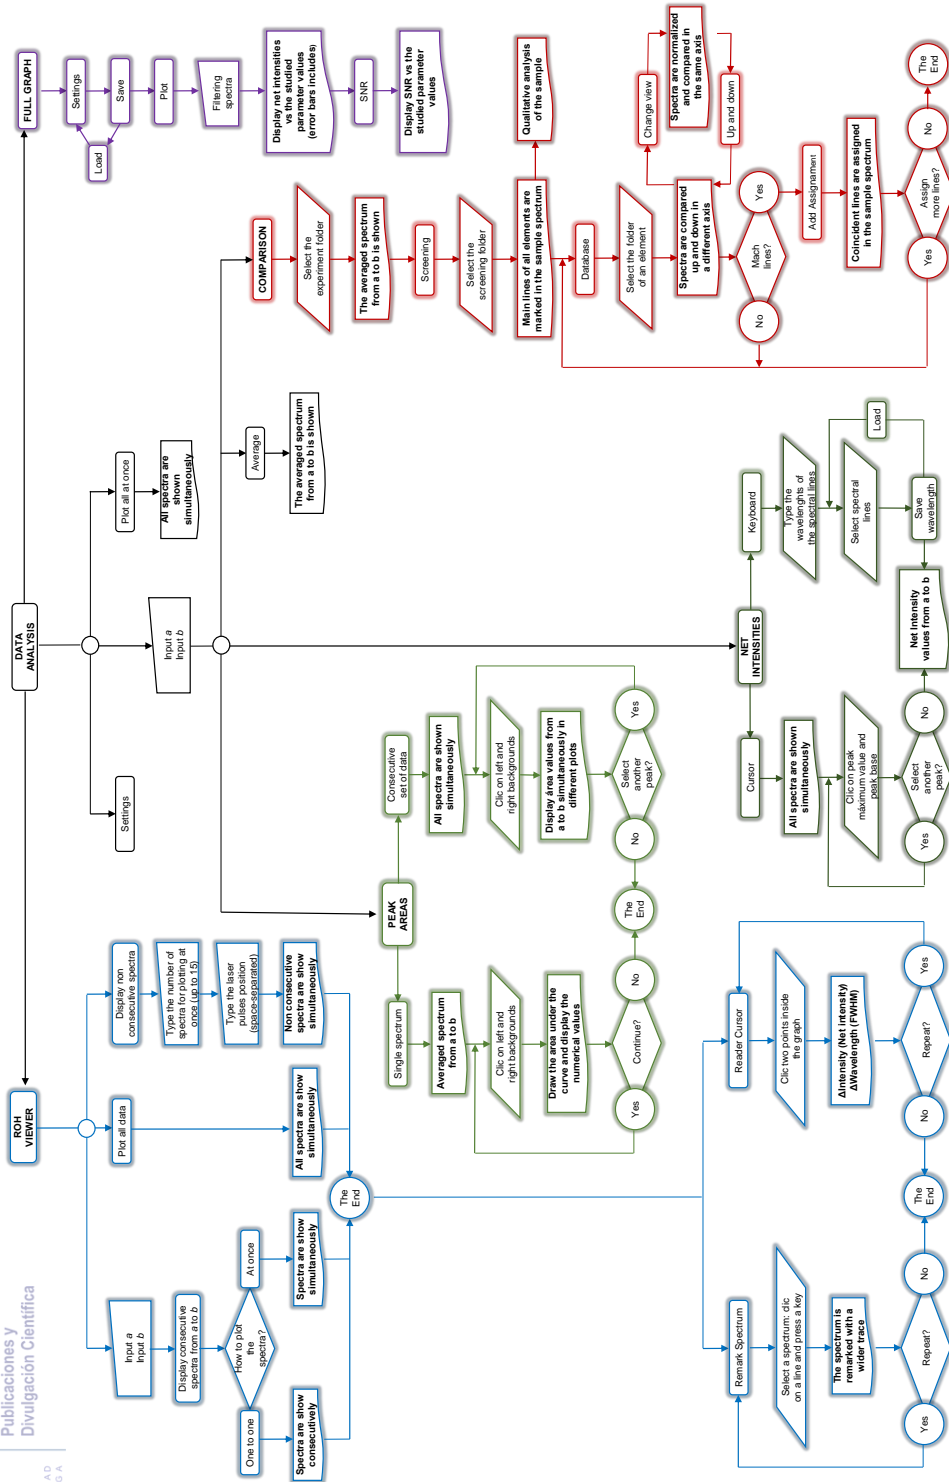 Publicaciones y
Divulgación Científica
AD
G A
DATA
ANALYSIS
ROH
VIEWER
FULL GRAPH
Input a
Input b
Display consecutive
spectra from a to b
How to plot
the
spectra?
One to one
At once
Spectra are show
consecutively
Spectra are show
simultaneously
Plot all data
All spectra are show
simultaneously
Display non
consecutive spectra
Type the number of
spectra for plotting at
once (up to 15)
Type the laser
pulses position
(space-separated)
Non consecutive
spectra are show
simultaneously
The
End
Remark Spectrum
Select a spectrum: clic
on a line and press a key
The spectrum is
remarked with a
wider trace
Repeat?
Yes
No
The
End
Reader Cursor
Clic two points inside
the graph
ΔIntensity (Net intensity)
ΔWavelength (FWHM)
Repeat?
No
Yes
Settings
Input a
Input b
Plot all at once
All spectra are
shown
simultaneously
PEAK
AREAS
Single spectrum
Averaged spectrum
from a to b
Clic on left and
right backgrounds
Draw the area under the
curve and display the
numerical values
Continue?
Yes
No
The
End
Consecutive
set of data
All spectra are shown
simultaneously
Clic on left and
right backgrounds
Display área values from
a to b simultaneously in
different plots
Select
another
peak?
No
Yes
NET
INTENSITIES
Cursor
All spectra are shown
simultaneously
Clic on peak
máximum value and
peak base
Select
another
peak?
Yes
No
Net Intensity
values from a to b
Keyboard
Type the
wavelenghts of
the spectral lines
Select spectral
lines
Save
wavelength
Load
Average
The averaged spectrum
from a to b is shown
COMPARISON
Select the
experiment folder
The averaged spectrum
from a to b is shown
Screening
Select the
screening folder
Main lines of all elements are
marked in the sample spectrum
Qualitative analysis
of the sample
Database
Select the folder
of an element
Spectra are compared
up and down in
a different axis
Change view
Spectra are normalized
and compared in
the same axis
Up and down
Mach
lines?
No
Yes
Add Assignament
Coincident lines are assigned
in the sample spectrum
Assign
more lines?
Yes
No
The
End
Settings
Load
Save
Plot
Filtering
spectra
Display net intensities
vs the studied
parameter values
(error bars includes)
SNR
Display SNR vs the
studied parameter
values